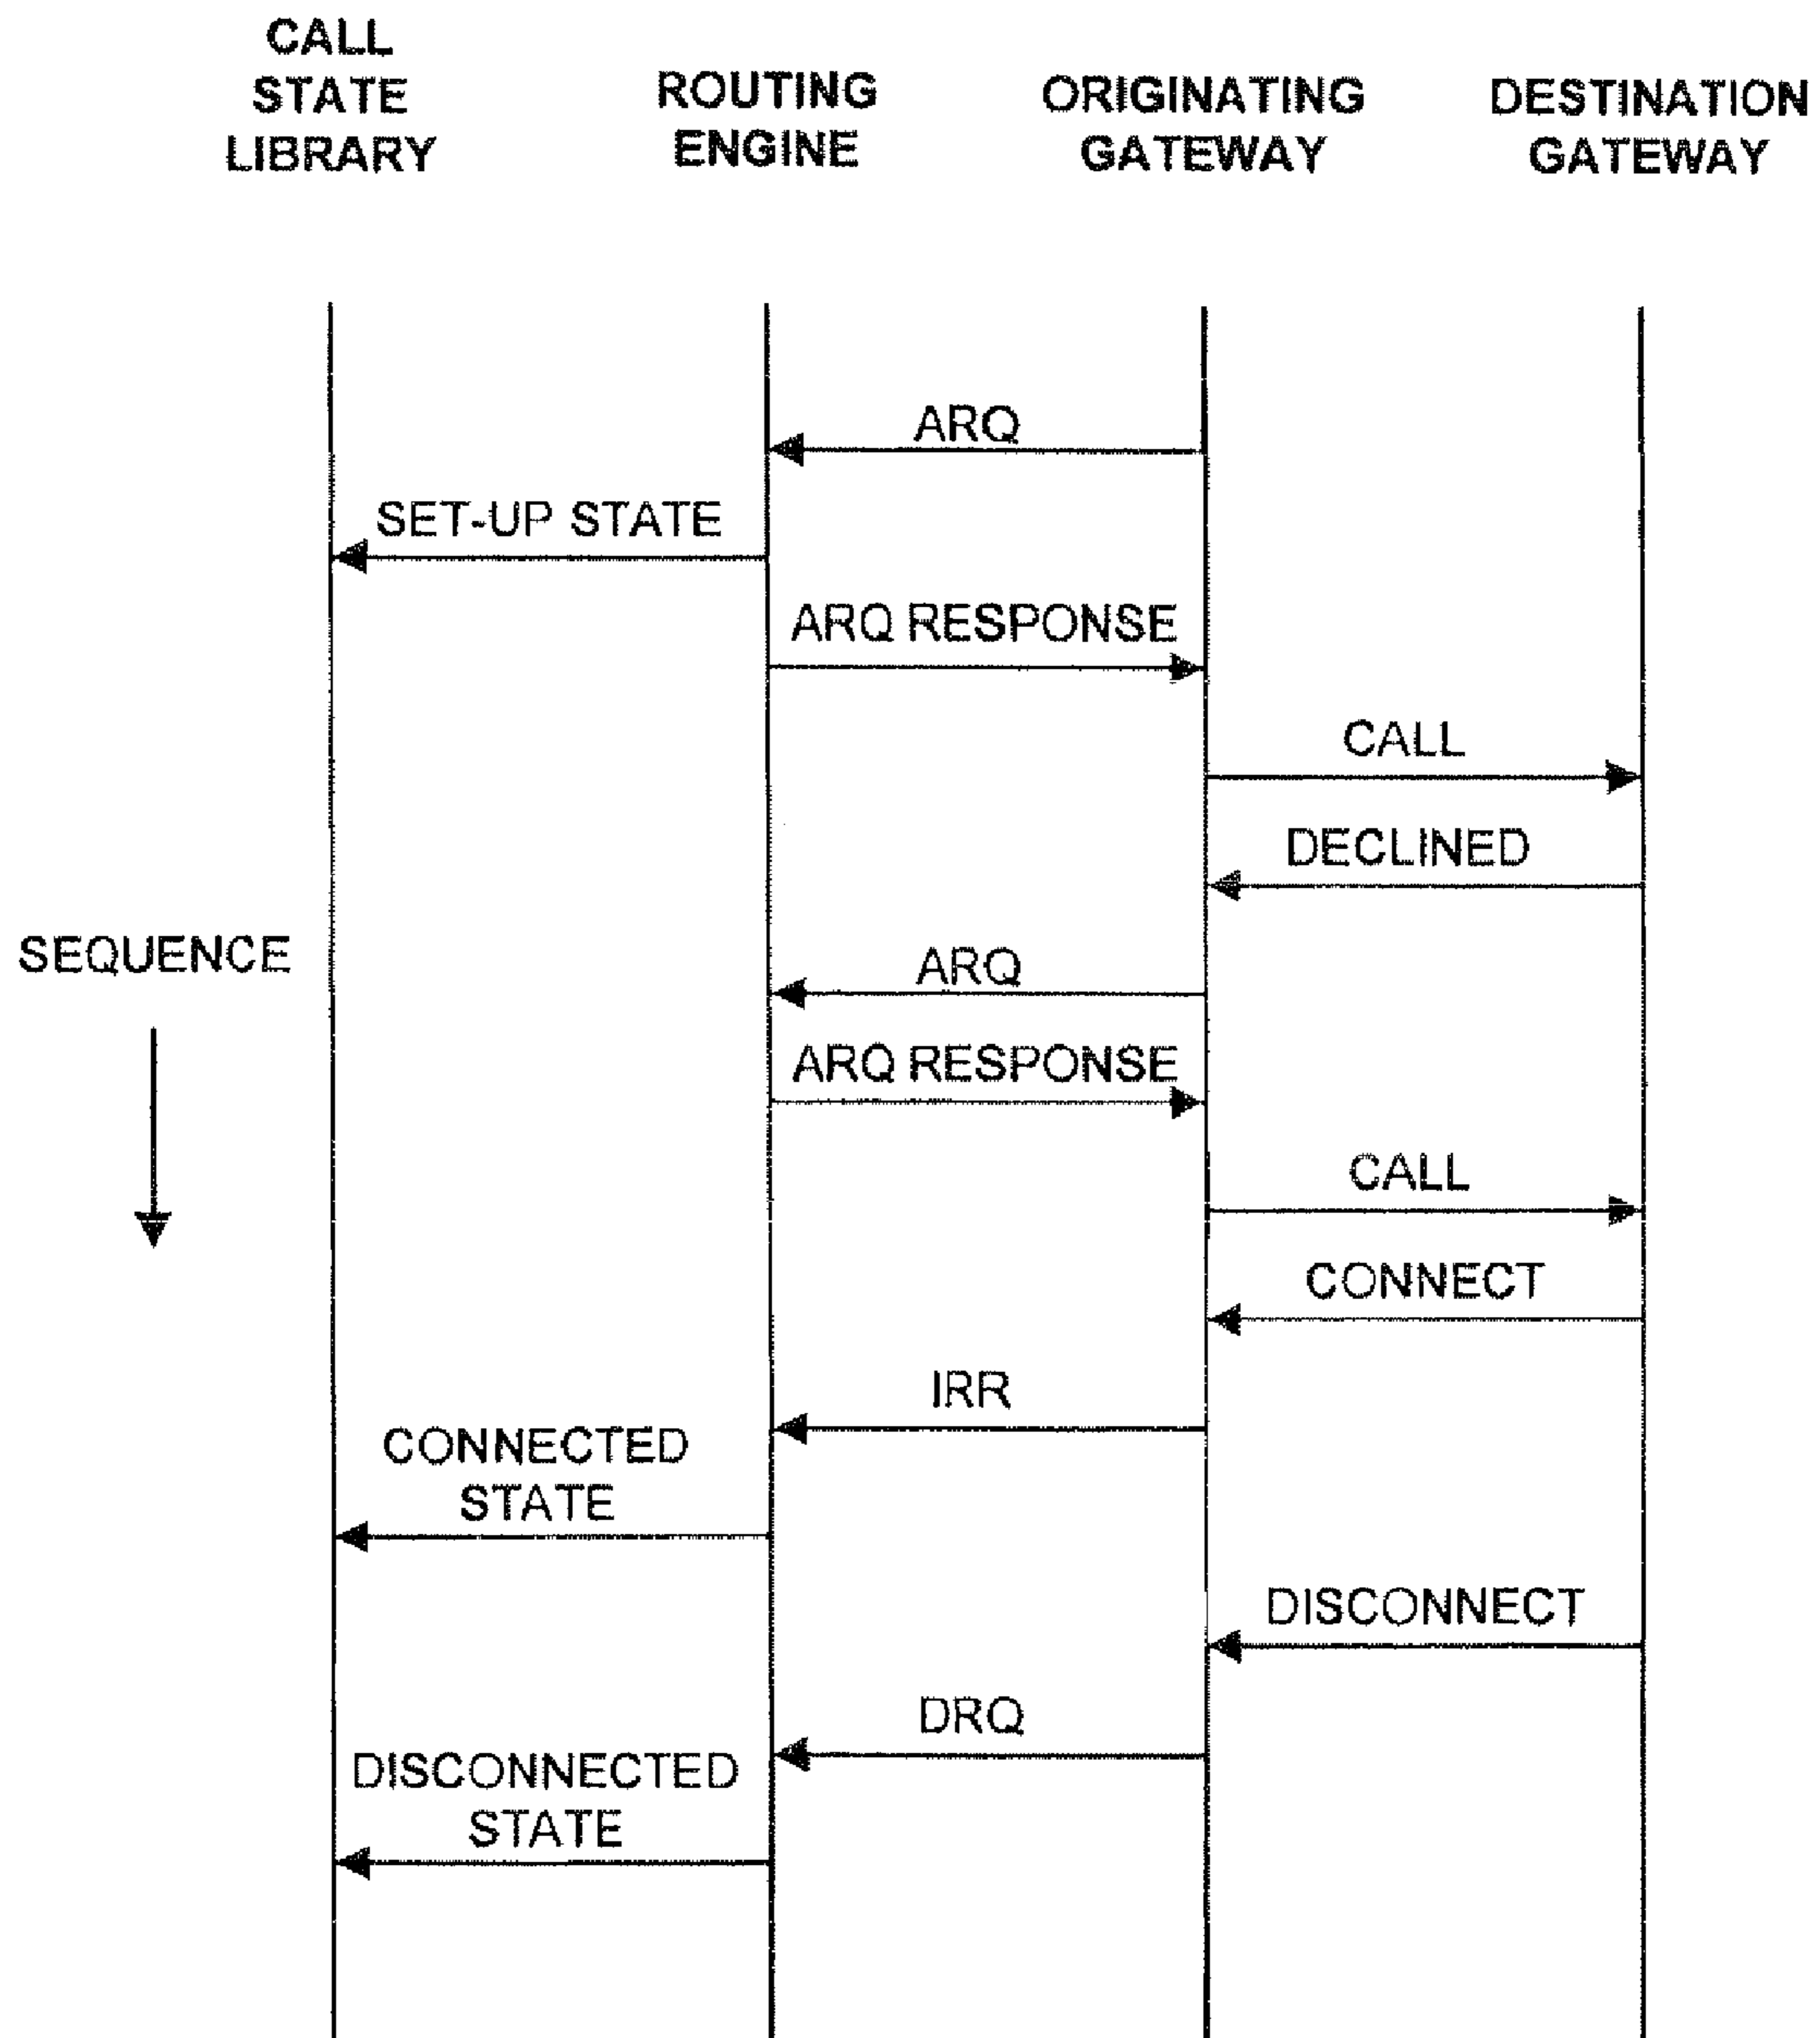 CALL
STATE
LIBRARY
ROUTING
ENGINE
ORIGINATING
GATEWAY
DESTINATION
GATEWAY
ARQ
SET-UP STATE
ARQ RESPONSE
CALL
DECLINED
SEQUENCE
ARQ
ARQ RESPONSE
CALL
CONNECT
IRR
CONNECTED
STATE
DISCONNECT
DRQ
DISCONNECTED
STATE